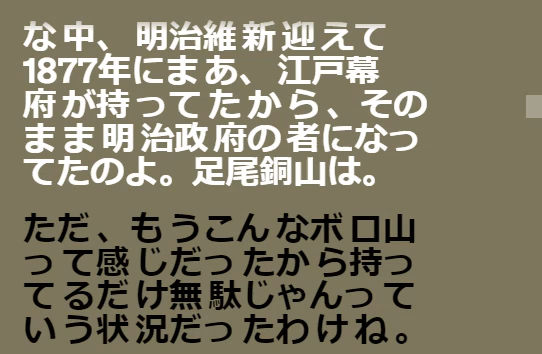 な中、明治維新迎えて
1877年にまあ、江戸幕
府が持ってたから、その
まま明治政府の者になっ
てたのよ。足尾銅山は。
ただ、もうこんなボロ山
って感じだったから持っ
てるだけ無駄じゃんって
いう状況だったわけね。